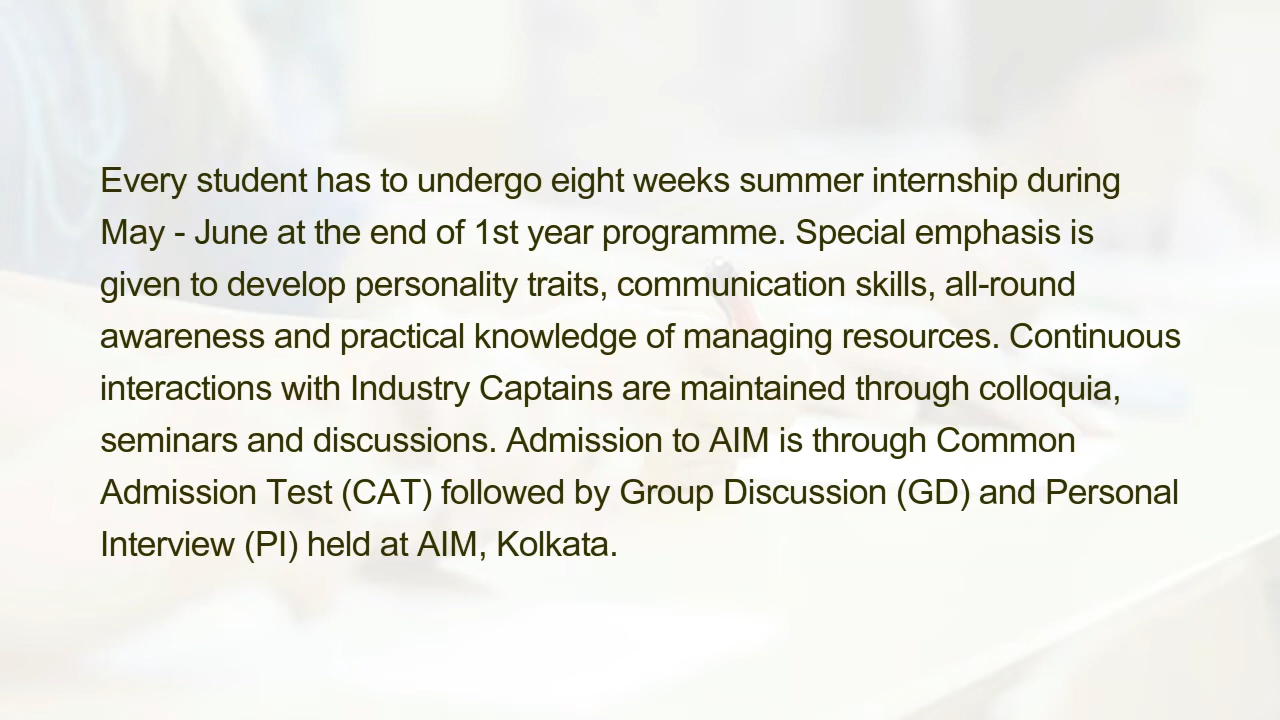 Every student has to undergo eight weeks summer internship during
May - June at the end of 1st year programme. Special emphasis is
given to develop personality traits, communication skills, all-round
awareness and practical knowledge of managing resources. Continuous
interactions with Industry Captains are maintained through colloquia,
seminars and discussions. Admission to AIM is through Common
Admission Test (CAT) followed by Group Discussion (GD) and Personal
Interview (PI) held at AIM, Kolkata.